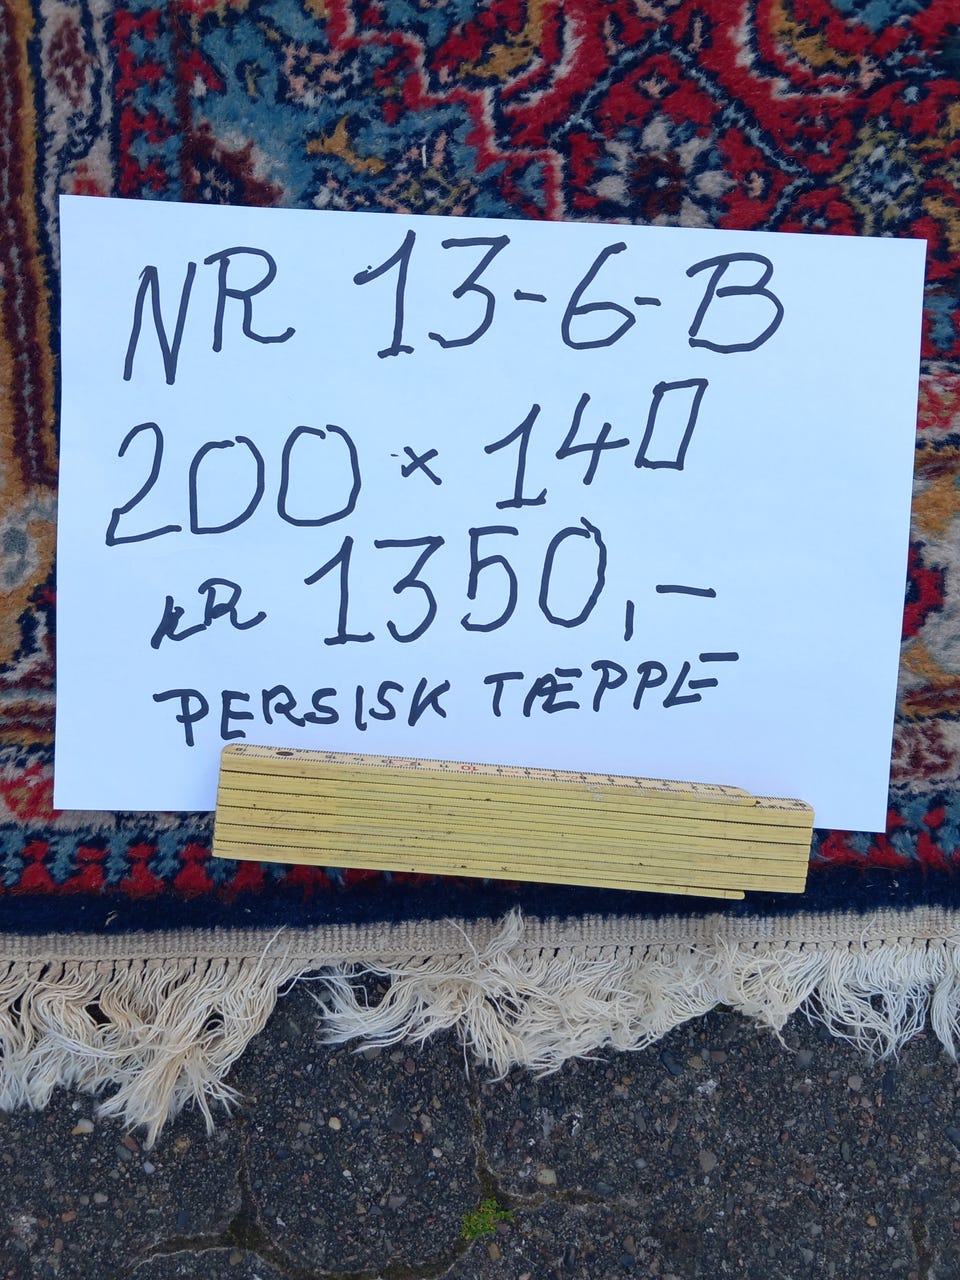 NR 13-6-B
200 x 140
KR 1350,-
PERSISK TÆPPE